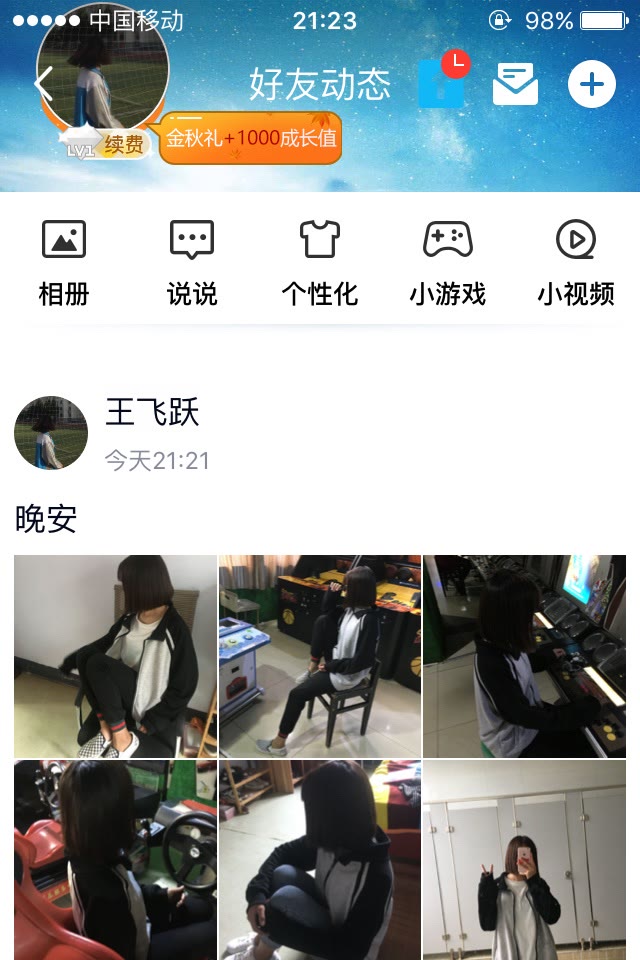 中国移动
21:23
98%
好友动态
LV1 续费
金秋礼+1000成长值
相册
说说
个性化
小游戏
小视频
王飞跃
今天21:21
晚安